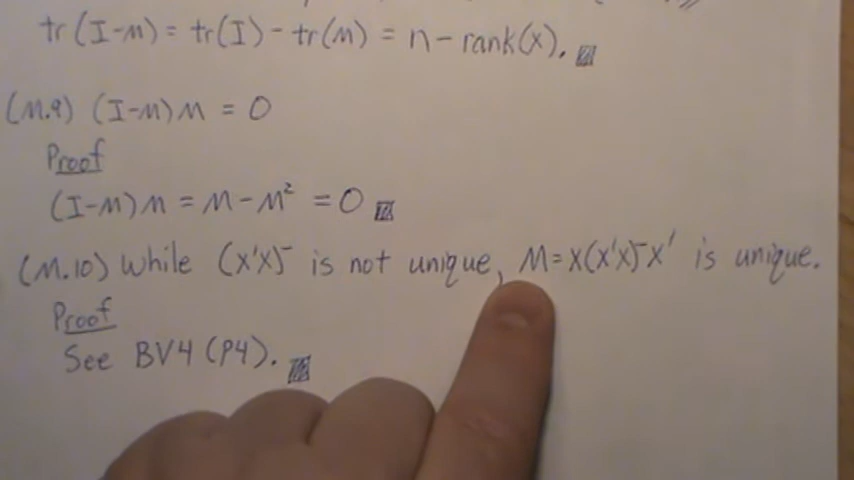 tr(I-M) = tr(I) - tr(M) = n - rank(X).
(M.9) (I-M)M = 0
Proof
(I-M)M = M - M² = 0
(M.10) While (X'X)⁻ is not unique, M = X(X'X)⁻X' is unique.
Proof
See BV4 (P4).